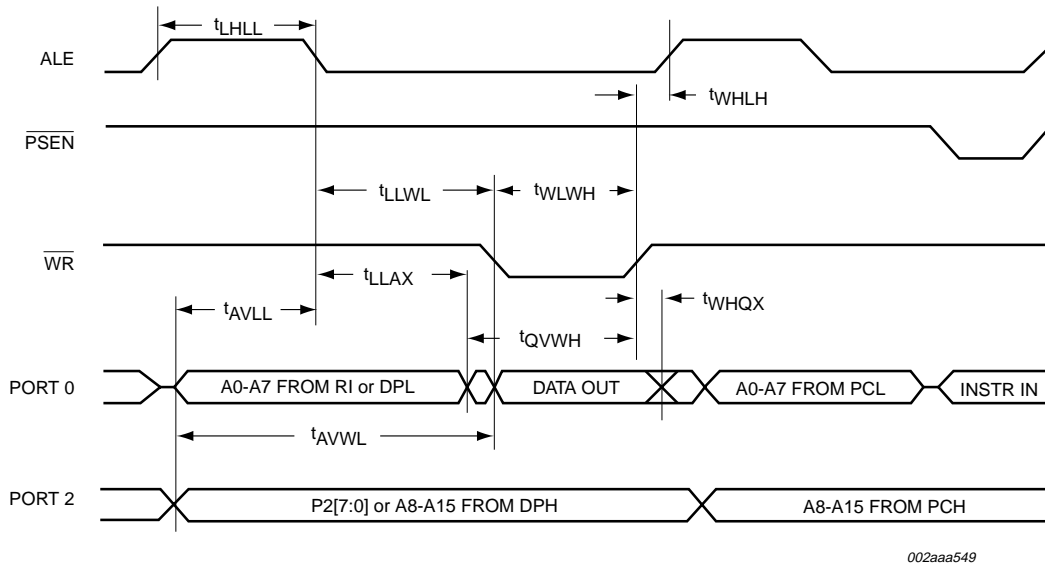 tLHLL
ALE
tWHLH
PSEN
tLLWL
tWLWH
WR
tLLAX
tWHQX
tAVLL
tQVWH
PORT 0
A0-A7 FROM RI or DPL
DATA OUT
A0-A7 FROM PCL
INSTR IN
tAVWL
PORT 2
P2[7:0] or A8-A15 FROM DPH
A8-A15 FROM PCH
002aaa549